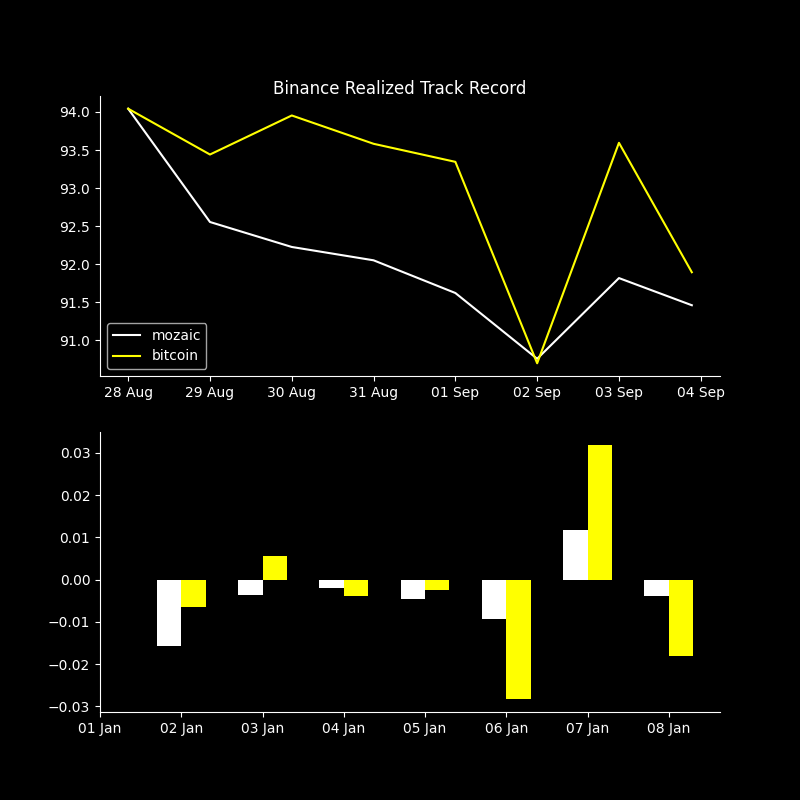 Binance Realized Track Record
94.0
93.5
93.0
92.5
92.0
91.5
91.0
mozaic
bitcoin
28 Aug 29 Aug 30 Aug 31 Aug 01 Sep 02 Sep 03 Sep 04 Sep
0.03
0.02
0.01
0.00
−0.01
−0.02
−0.03
01 Jan 02 Jan 03 Jan 04 Jan 05 Jan 06 Jan 07 Jan 08 Jan